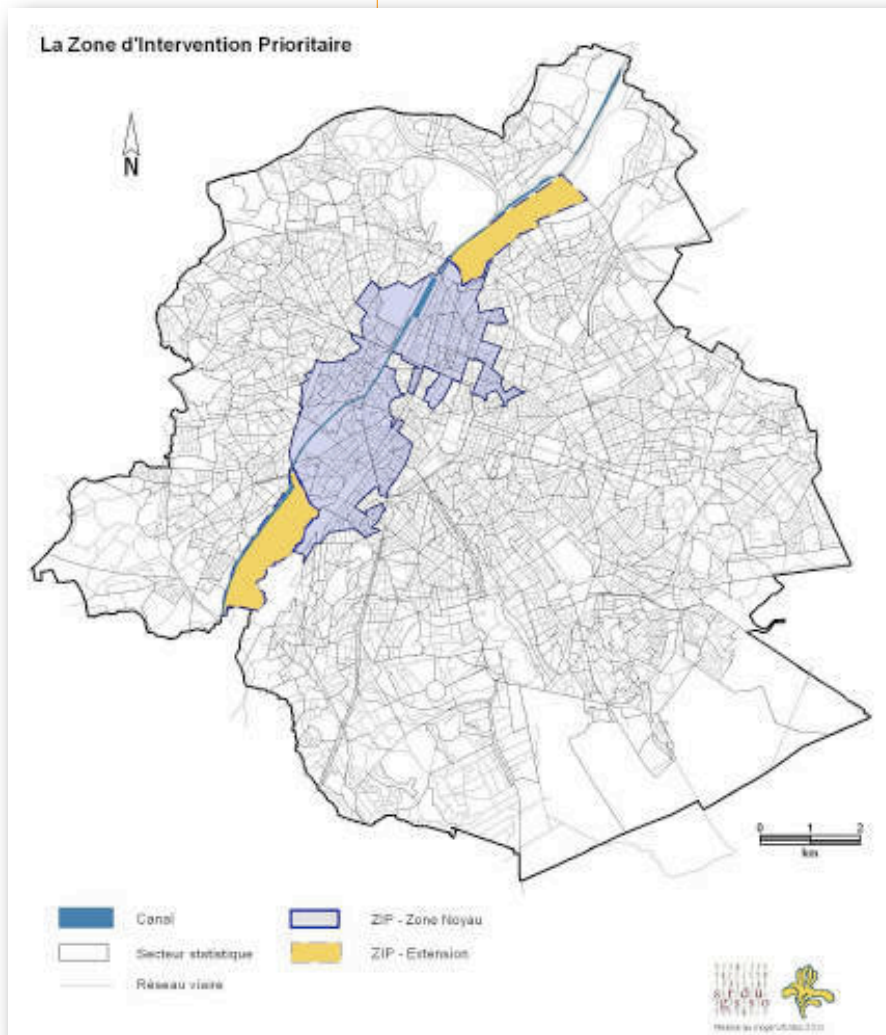 La Zone d'Intervention Prioritaire
N
0 1 2
km
Canal
ZIP - Zone Noyau
Secteur statistique
ZIP - Extension
Réseau viaire